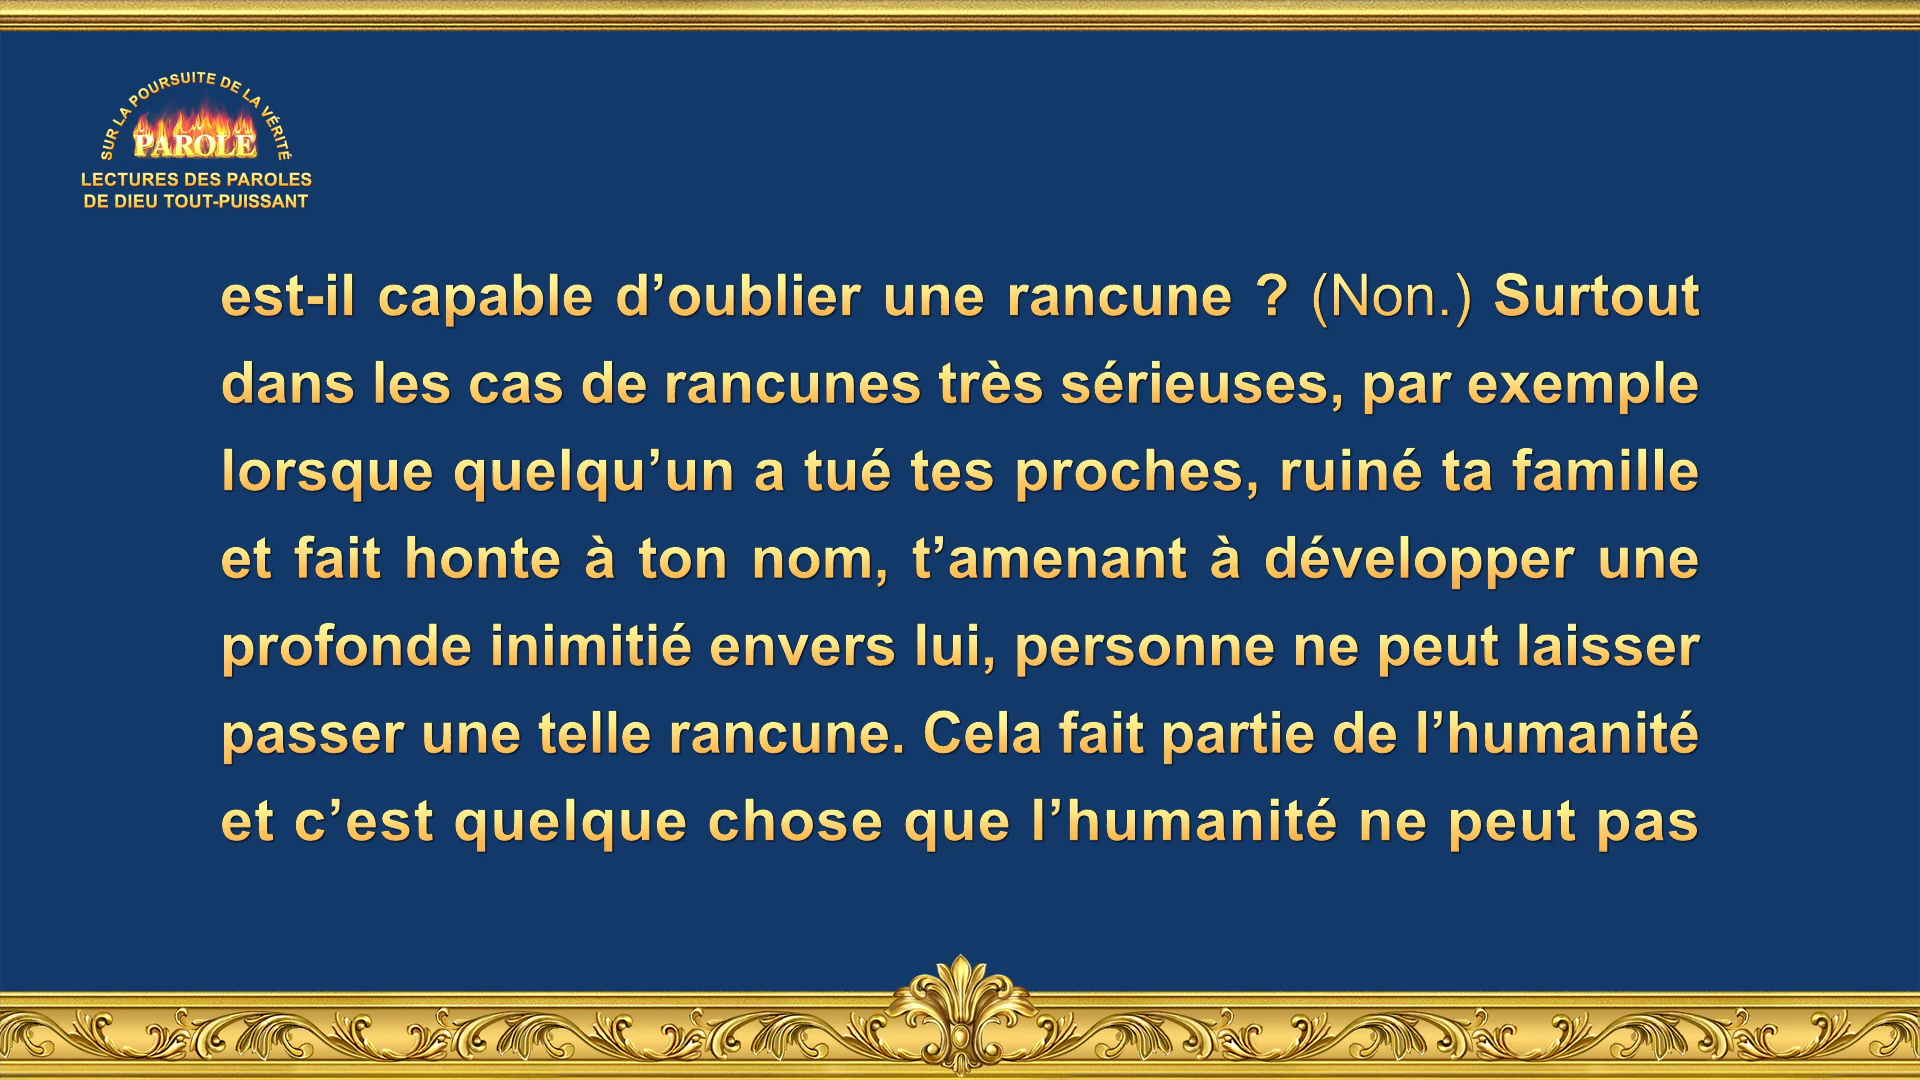 SUR LA POURSUITE DE LA VÉRITÉ
PAROLE
LECTURES DES PAROLES
DE DIEU TOUT-PUISSANT
est-il capable d’oublier une rancune ? (Non.) Surtout
dans les cas de rancunes très sérieuses, par exemple
lorsque quelqu’un a tué tes proches, ruiné ta famille
et fait honte à ton nom, t’amenant à développer une
profonde inimitié envers lui, personne ne peut laisser
passer une telle rancune. Cela fait partie de l’humanité
et c’est quelque chose que l’humanité ne peut pas